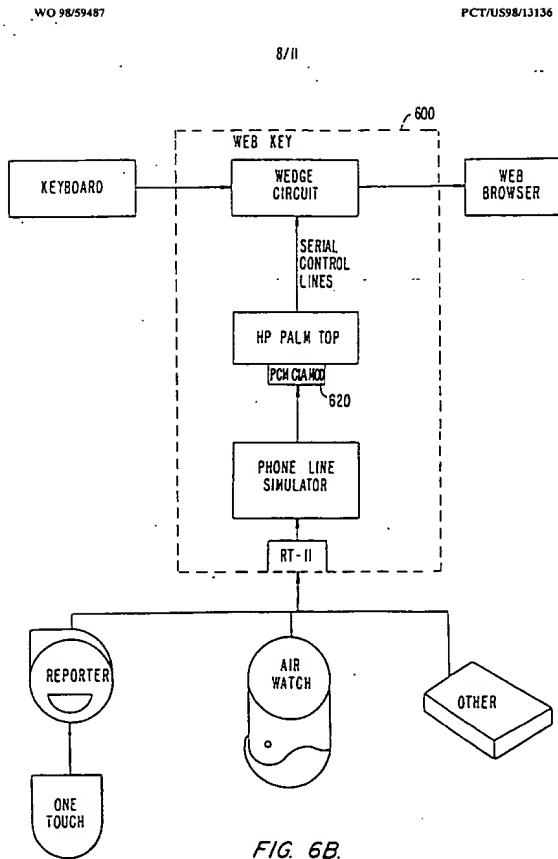 WO 98/59487
PCT/US98/13136
8/11
600
WEB KEY
KEYBOARD
WEDGE
CIRCUIT
WEB
BROWSER
SERIAL
CONTROL
LINES
HP PALM TOP
PCMCIA MOD
620
PHONE LINE
SIMULATOR
RT-11
REPORTER
AIR
WATCH
OTHER
ONE
TOUCH
FIG. 6B.